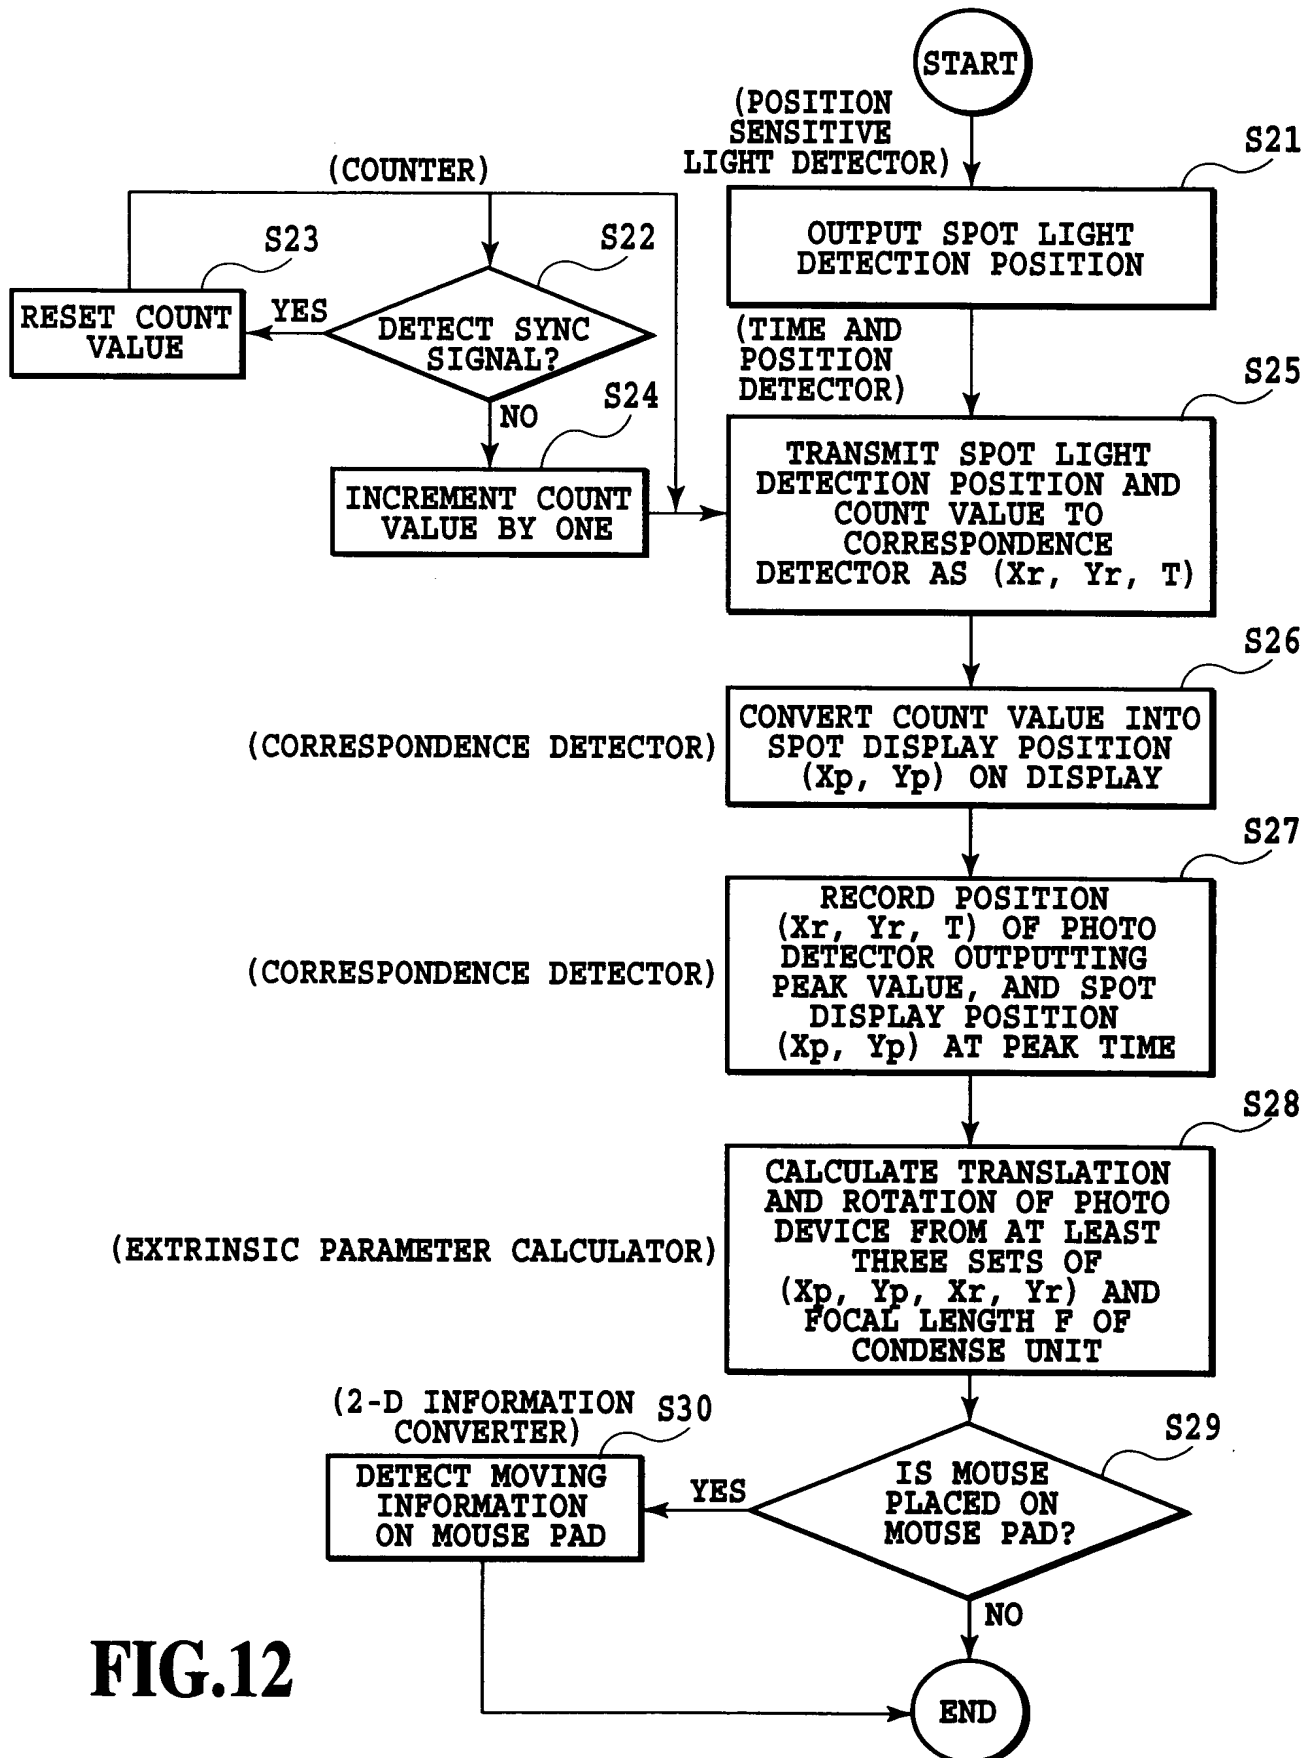 START
(POSITION
SENSITIVE
LIGHT DETECTOR)
S21
OUTPUT SPOT LIGHT
DETECTION POSITION
(COUNTER)
S23
S22
RESET COUNT
VALUE
YES
DETECT SYNC
SIGNAL?
NO
S24
INCREMENT COUNT
VALUE BY ONE
(TIME AND
POSITION
DETECTOR)
S25
TRANSMIT SPOT LIGHT
DETECTION POSITION AND
COUNT VALUE TO
CORRESPONDENCE
DETECTOR AS (Xr, Yr, T)
S26
(CORRESPONDENCE DETECTOR)
CONVERT COUNT VALUE INTO
SPOT DISPLAY POSITION
(Xp, Yp) ON DISPLAY
S27
(CORRESPONDENCE DETECTOR)
RECORD POSITION
(Xr, Yr, T) OF PHOTO
DETECTOR OUTPUTTING
PEAK VALUE, AND SPOT
DISPLAY POSITION
(Xp, Yp) AT PEAK TIME
S28
(EXTRINSIC PARAMETER CALCULATOR)
CALCULATE TRANSLATION
AND ROTATION OF PHOTO
DEVICE FROM AT LEAST
THREE SETS OF
(Xp, Yp, Xr, Yr) AND
FOCAL LENGTH F OF
CONDENSE UNIT
S29
IS MOUSE
PLACED ON
MOUSE PAD?
YES
(2-D INFORMATION
CONVERTER)
S30
DETECT MOVING
INFORMATION
ON MOUSE PAD
NO
END
FIG.12